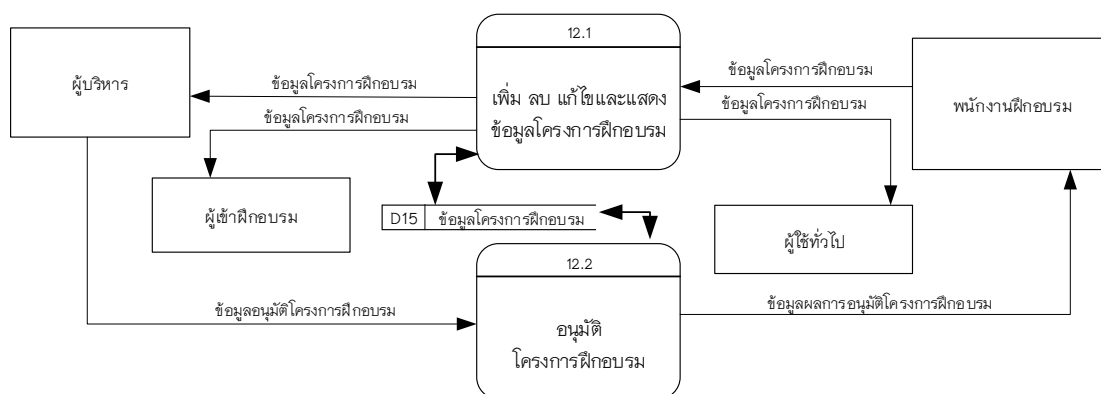 12.1
ผู้บริหาร
เพิ่ม ลบ แก้ไขและแสดง
ข้อมูลโครงการฝึกอบรม
พนักงานฝึกอบรม
ข้อมูลโครงการฝึกอบรม
ข้อมูลโครงการฝึกอบรม
ข้อมูลโครงการฝึกอบรม
ข้อมูลโครงการฝึกอบรม
ผู้เข้าฝึกอบรม
D15 ข้อมูลโครงการฝึกอบรม
ผู้ใช้ทั่วไป
12.2
ข้อมูลอนุมัติโครงการฝึกอบรม
อนุมัติ
โครงการฝึกอบรม
ข้อมูลผลการอนุมัติโครงการฝึกอบรม